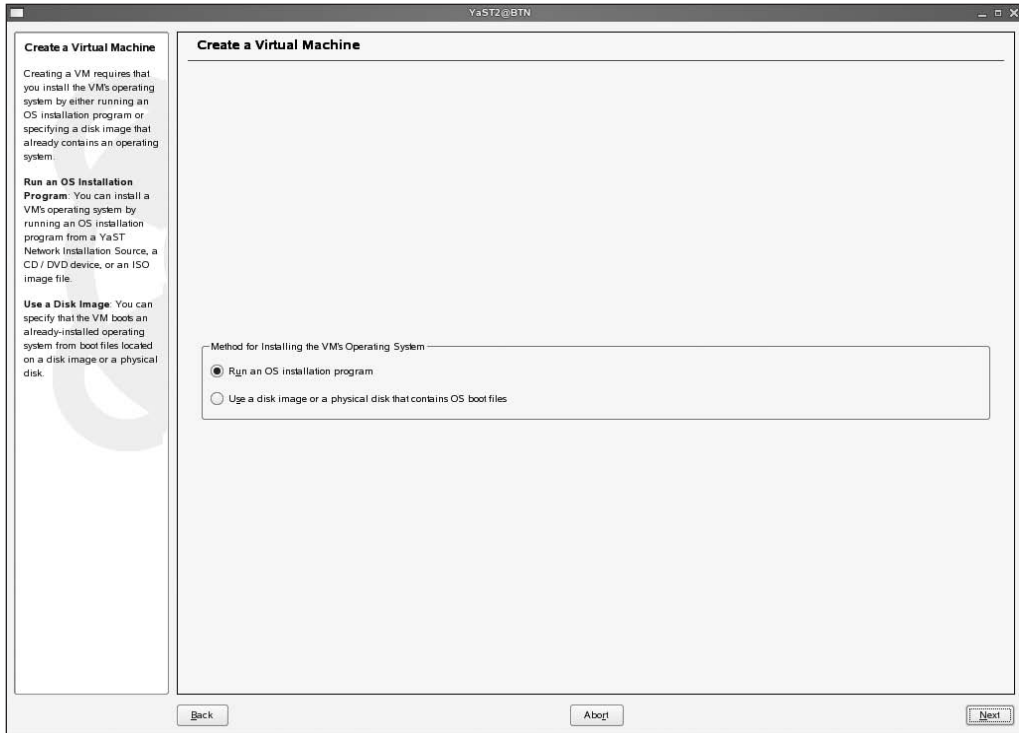 YaST2@BTN
Create a Virtual Machine
Creating a VM requires that
you install the VM's operating
system by either running an
OS installation program or
specifying a disk image that
already contains an operating
system.
Run an OS Installation
Program: You can install a
VM's operating system by
running an OS installation
program from a YaST
Network Installation Source, a
CD / DVD device, or an ISO
image file.
Use a Disk Image: You can
specify that the VM boots an
already-installed operating
system from boot files located
on a disk image or a physical
disk.
Create a Virtual Machine
Method for Installing the VM's Operating System
Run an OS installation program
Use a disk image or a physical disk that contains OS boot files
Back
Abort
Next